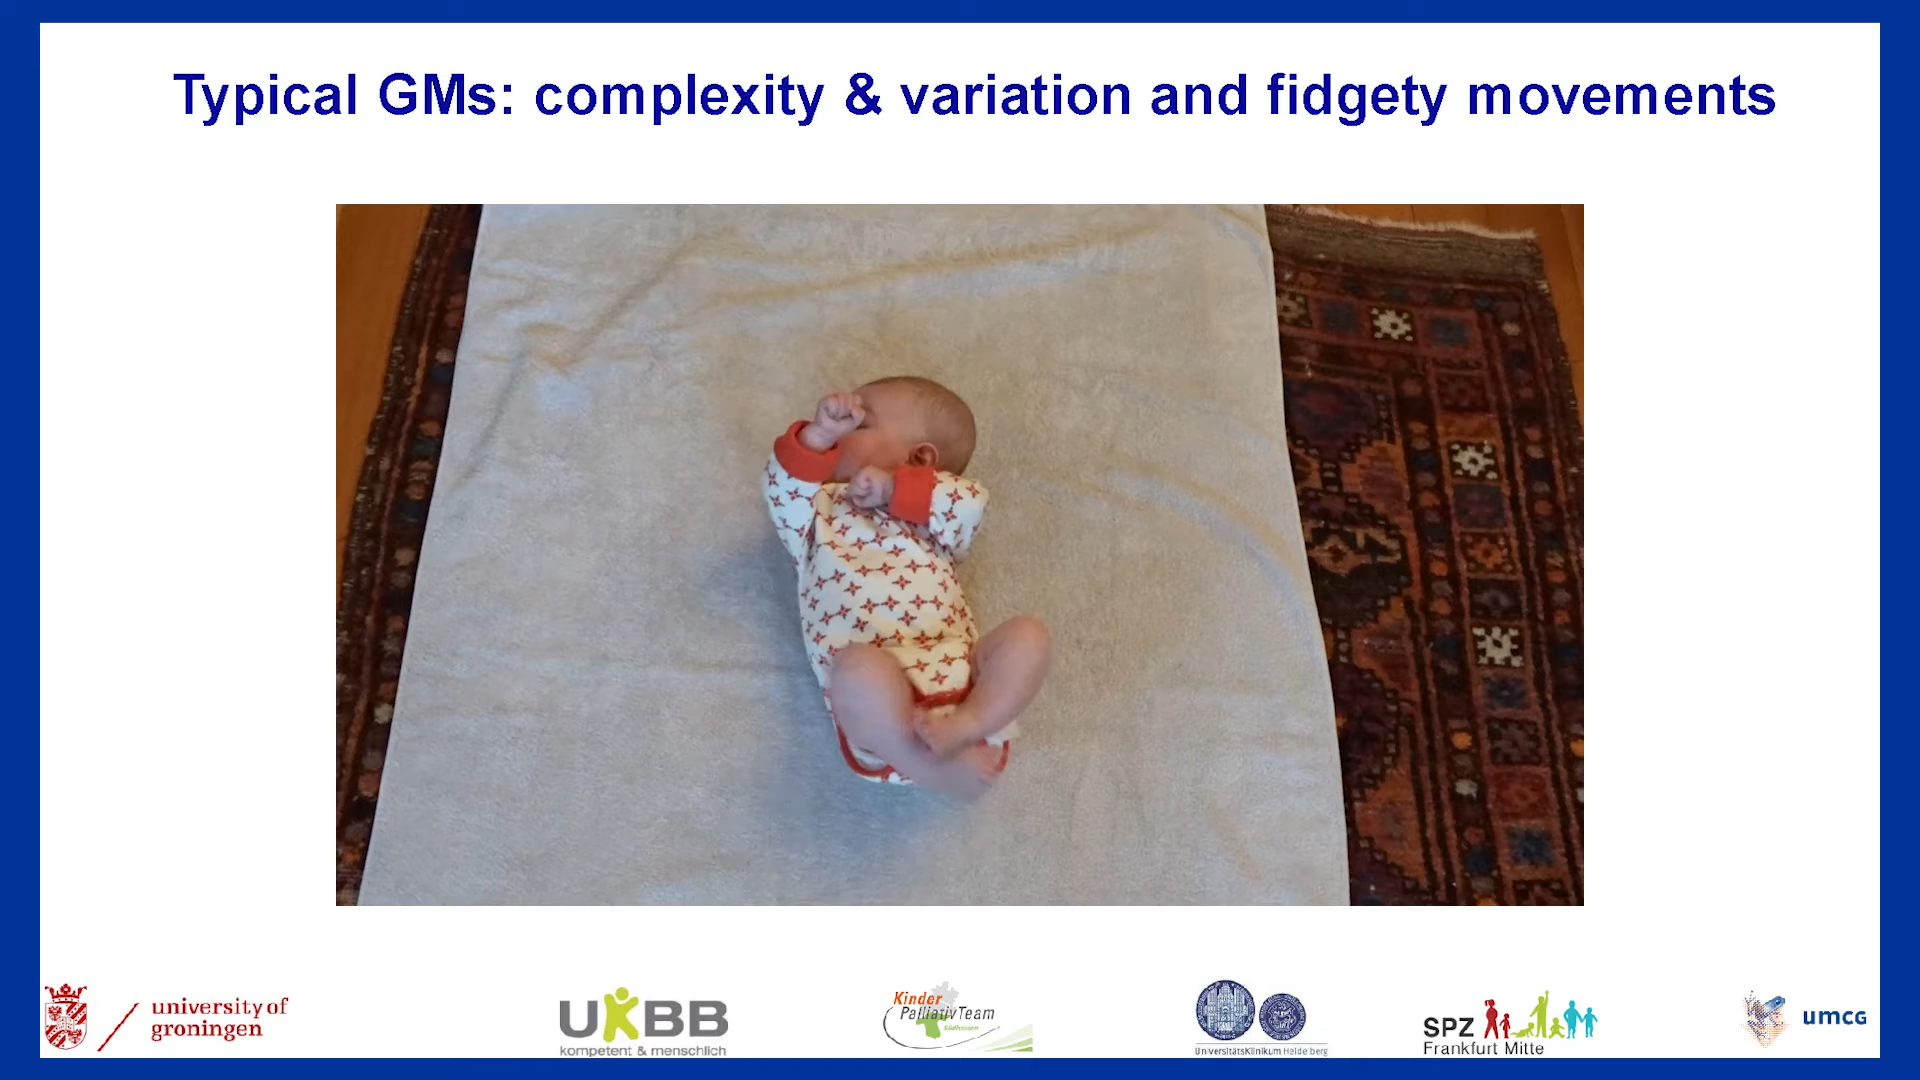 Typical GMs: complexity & variation and fidgety movements
university of
groningen
UKBB
kompetent & menschlich
Kinder
PalliativTeam
Südhessen
UniversitätsKlinikum Heidelberg
SPZ
Frankfurt Mitte
umcg